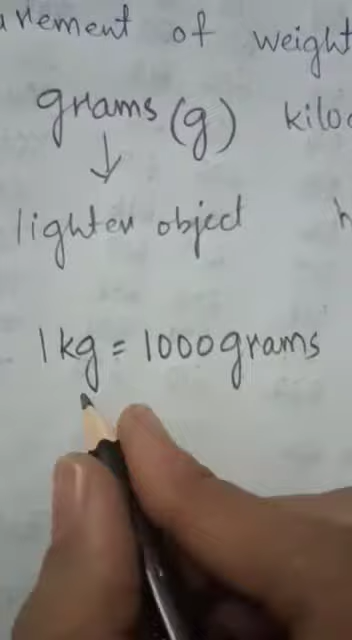 of weight
grams (g)
lighter object
1kg = 1000grams